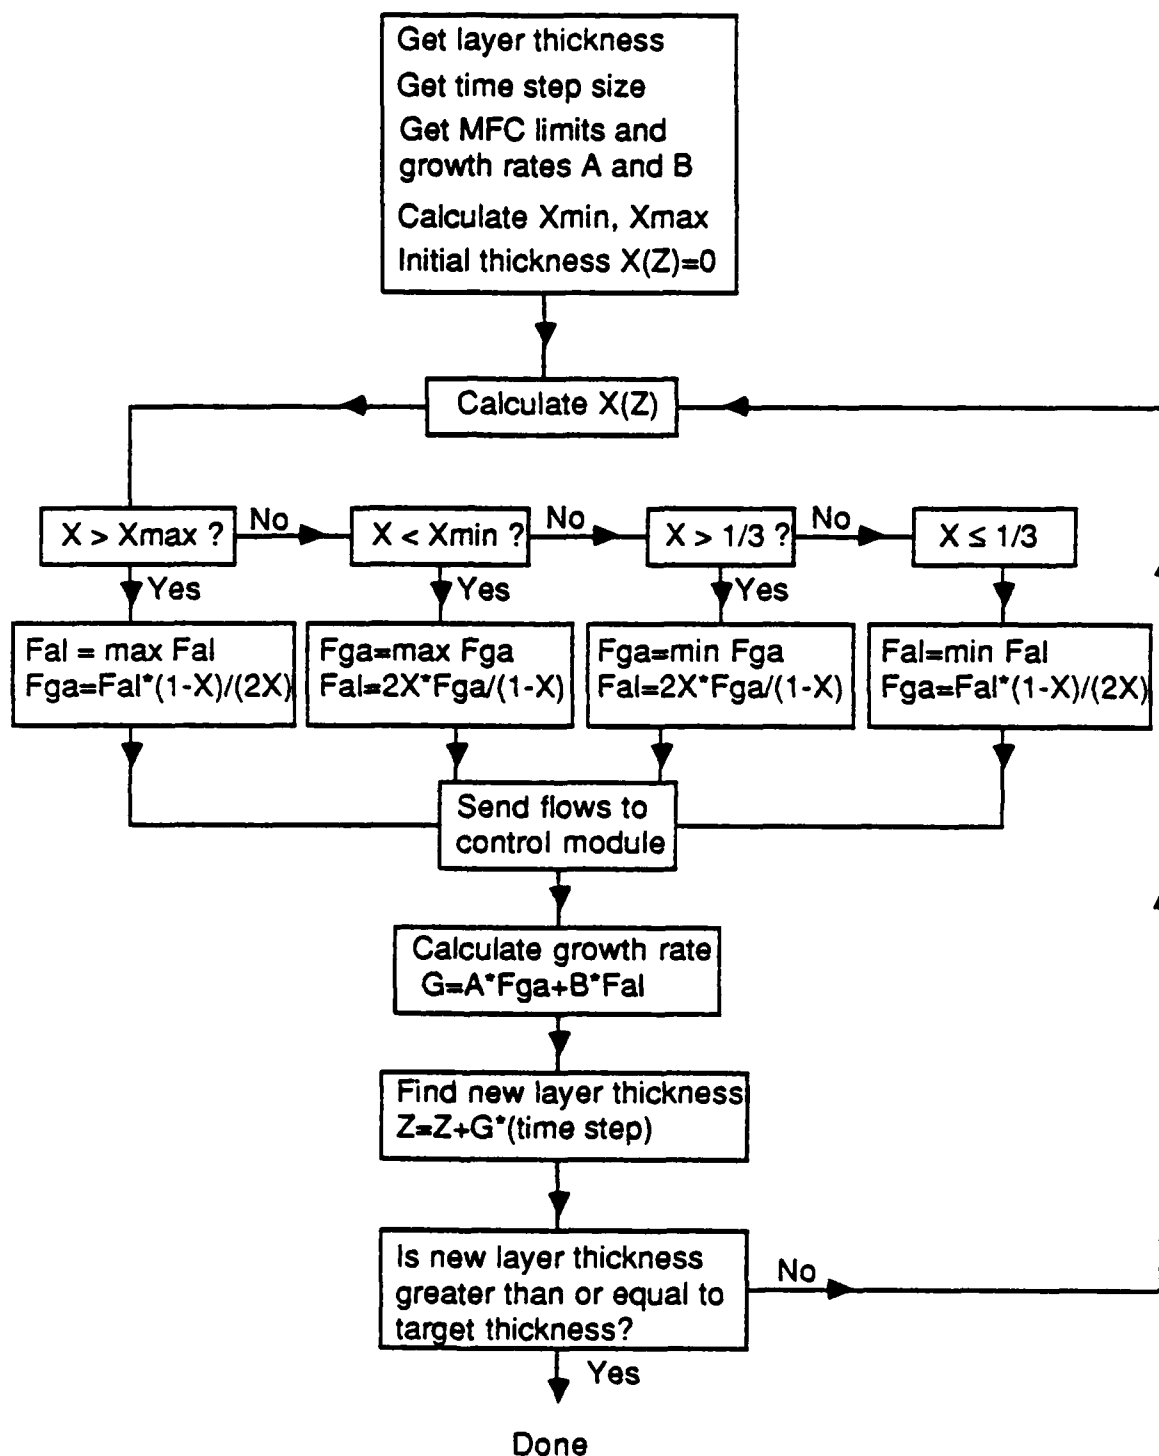 Get layer thickness
Get time step size
Get MFC limits and
growth rates A and B
Calculate Xmin, Xmax
Initial thickness X(Z)=0
Calculate X(Z)
X > Xmax ?
No
X < Xmin ?
No
X > 1/3 ?
No
X ≤ 1/3
Yes
Yes
Yes
Fal = max Fal
Fga=Fal*(1-X)/(2X)
Fga=max Fga
Fal=2X*Fga/(1-X)
Fga=min Fga
Fal=2X*Fga/(1-X)
Fal=min Fal
Fga=Fal*(1-X)/(2X)
Send flows to
control module
Calculate growth rate
G=A*Fga+B*Fal
Find new layer thickness
Z=Z+G*(time step)
Is new layer thickness
greater than or equal to
target thickness?
No
Yes
Done